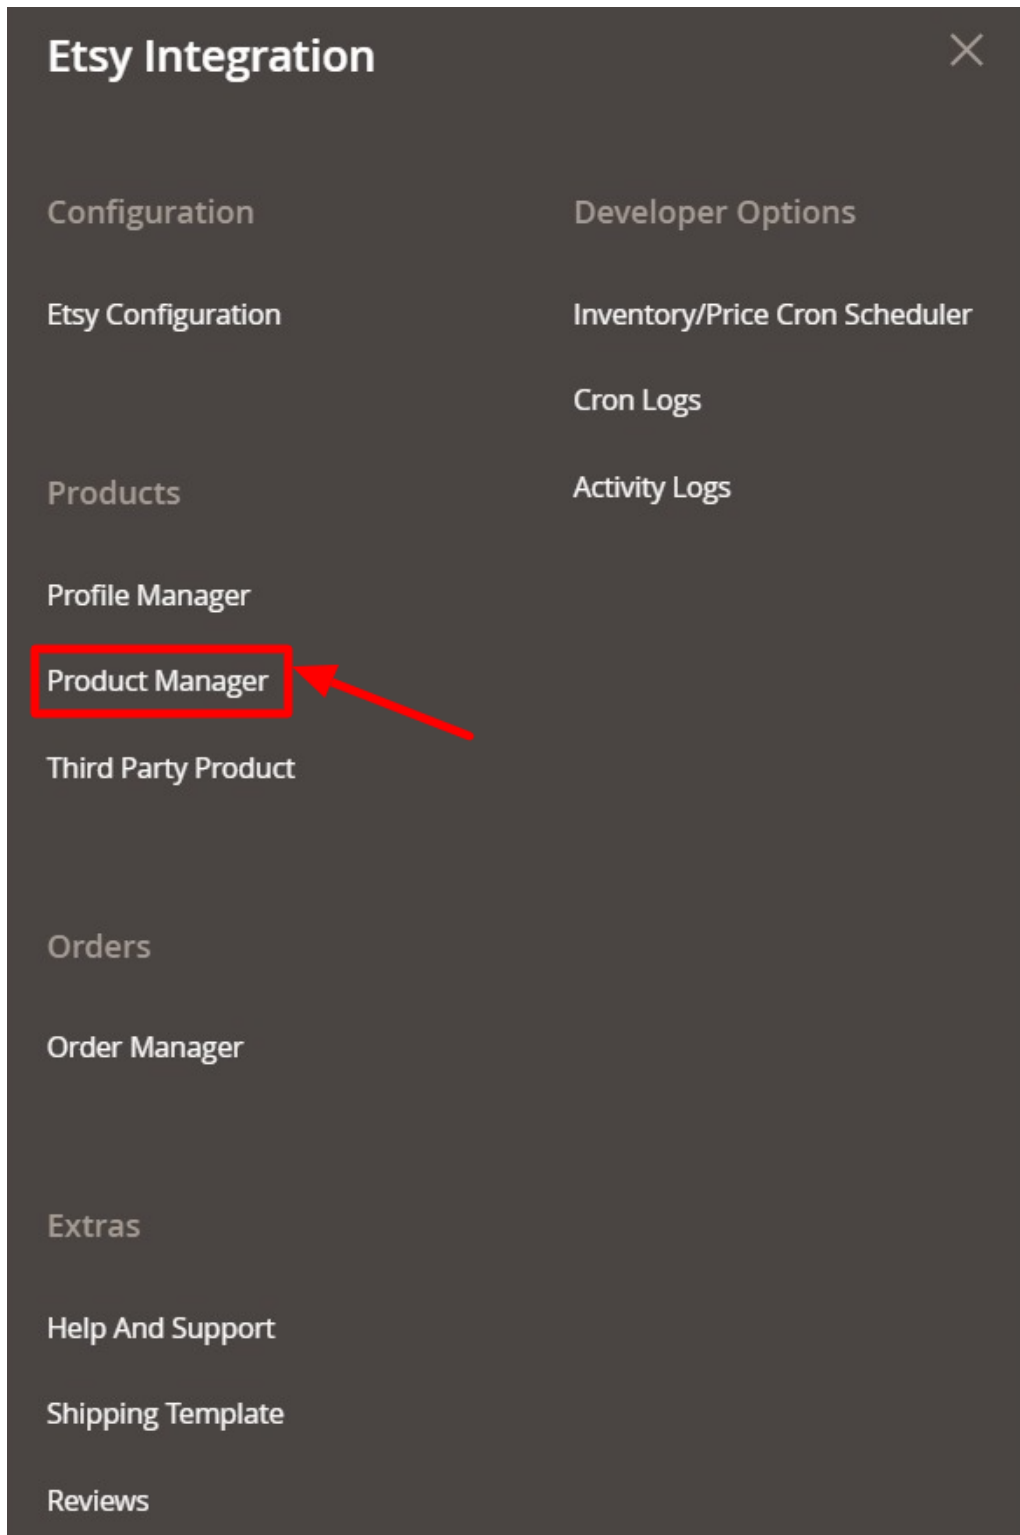 Etsy Integration
Configuration
Etsy Configuration
Products
Profile Manager
Product Manager
Third Party Product
Orders
Order Manager
Extras
Help And Support
Shipping Template
Reviews
Developer Options
Inventory/Price Cron Scheduler
Cron Logs
Activity Logs